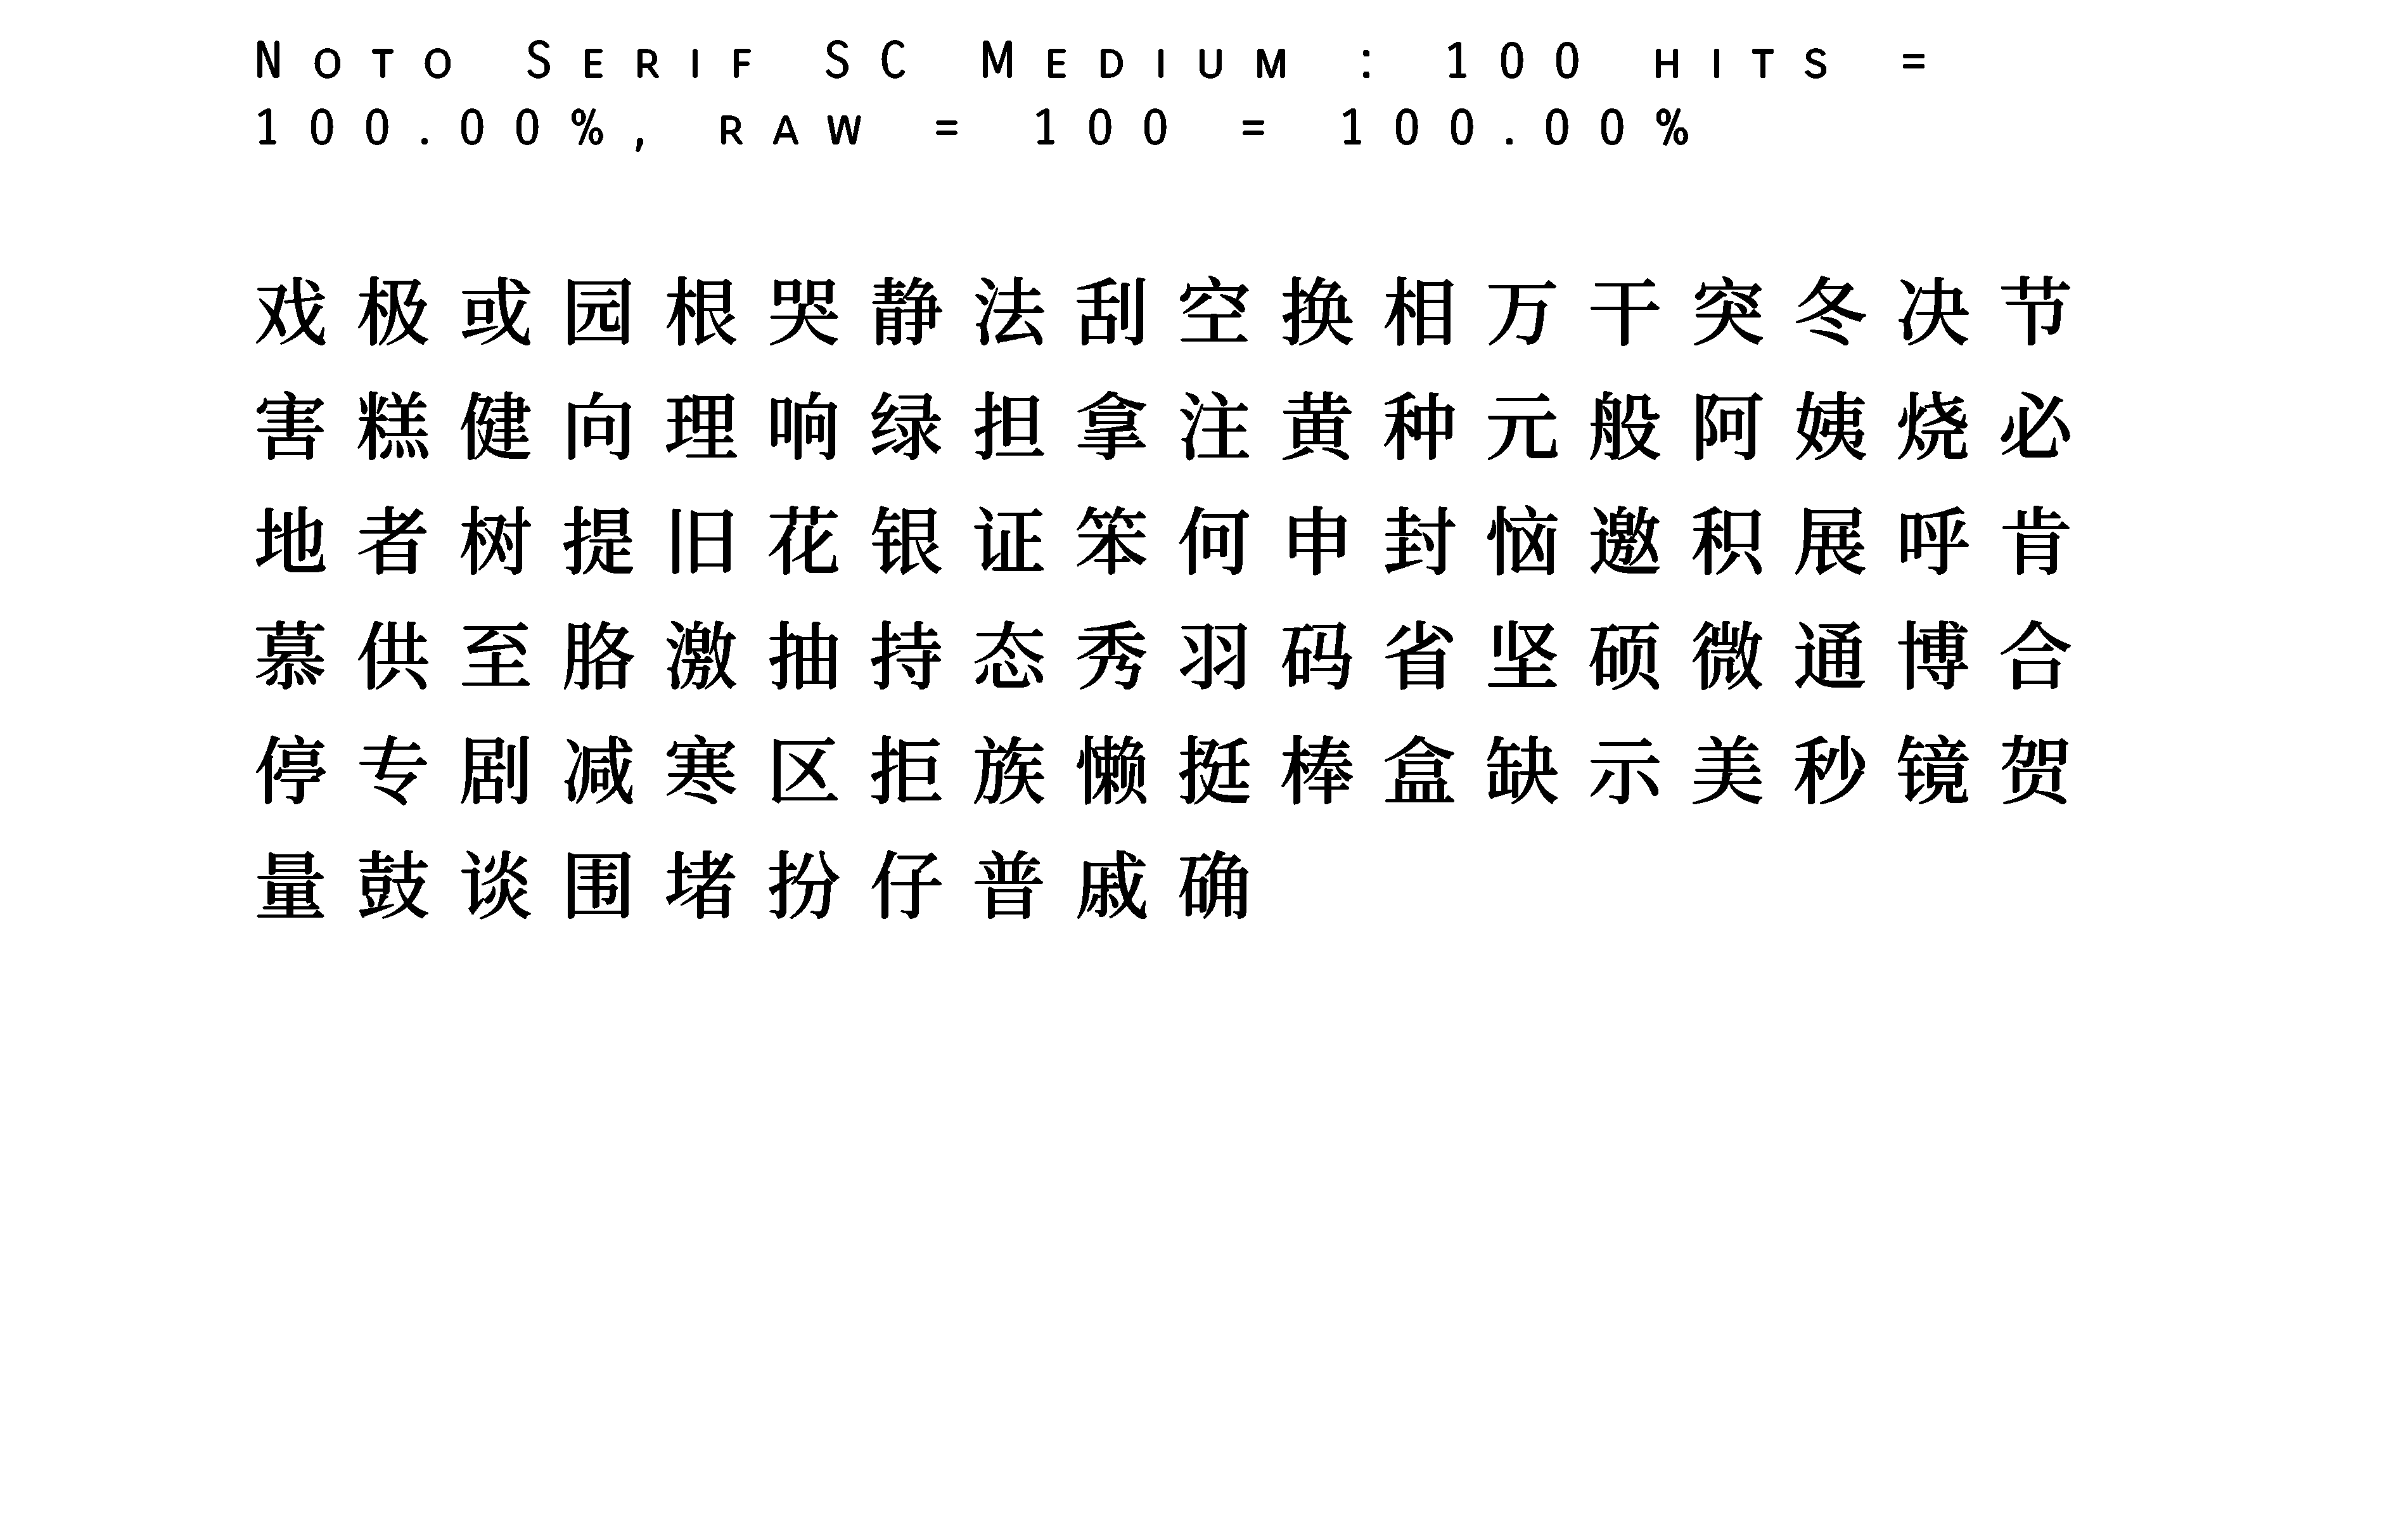 Noto Serif SC Medium : 100 hits =
100.00%, raw = 100 = 100.00%
戏极或园根哭静法刮空换相万干突冬决节
害糕健向理响绿担拿注黄种元般阿姨烧必
地者树提旧花银证笨何申封恼邀积展呼肯
慕供至胳激抽持态秀羽码省坚硕微通博合
停专剧减寒区拒族懒挺棒盒缺示美秒镜贺
量鼓谈围堵扮仔普戚确